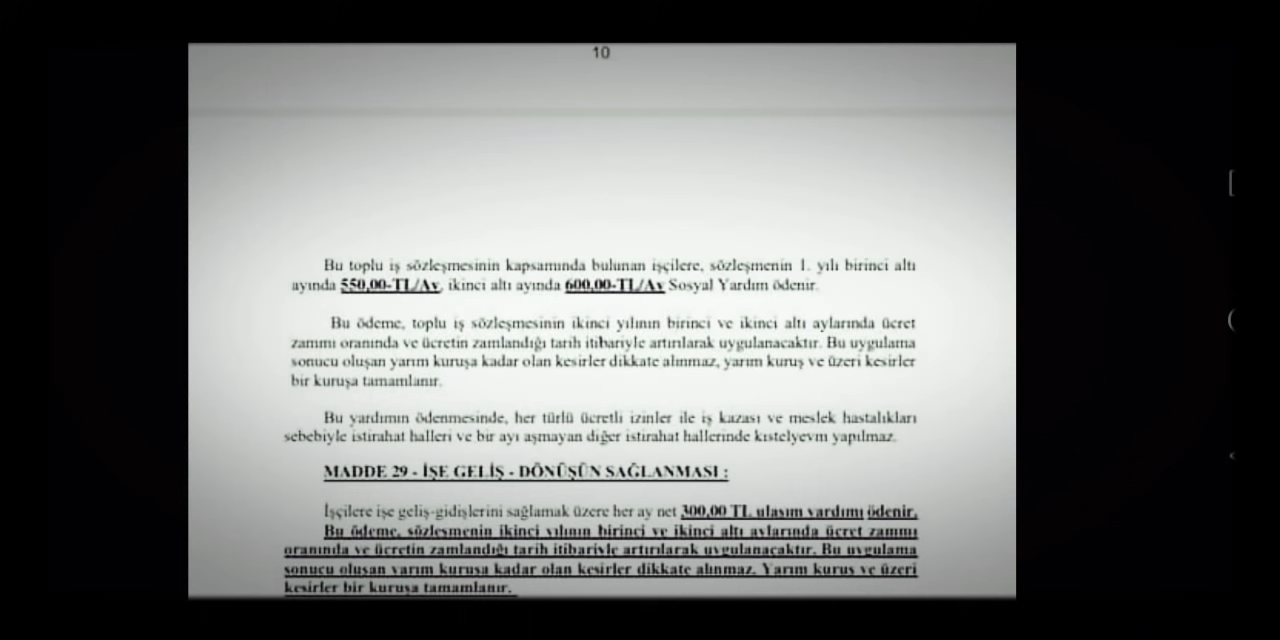 10
Bu toplu iş sözleşmesinin kapsamında bulunan işçilere, sözleşmenin 1. yılı birinci altı
ayında 550,00-TL/Ay, ikinci altı ayında 600,00-TL/Ay Sosyal Yardım ödenir.
Bu ödeme, toplu iş sözleşmesinin ikinci yılının birinci ve ikinci altı aylarında ücret
zammı oranında ve ücretin zamlandığı tarih itibariyle artırılarak uygulanacaktır. Bu uygulama
sonucu oluşan yarım kuruşa kadar olan kesirler dikkate alınmaz, yarım kuruş ve üzeri kesirler
bir kuruşa tamamlanır.
Bu yardımın ödenmesinde, her türlü ücretli izinler ile iş kazası ve meslek hastalıkları
sebebiyle istirahat halleri ve bir ayı aşmayan diğer istirahat hallerinde kıstelyevm yapılmaz.
MADDE 29 - İŞE GELİŞ - DÖNÜŞÜN SAĞLANMASI :
İşçilere işe geliş-gidişlerini sağlamak üzere her ay net 300,00 TL ulaşım yardımı ödenir.
Bu ödeme, sözleşmenin ikinci yılının birinci ve ikinci altı aylarında ücret zammı
oranında ve ücretin zamlandığı tarih itibariyle artırılarak uygulanacaktır. Bu uygulama
sonucu oluşan yarım kuruşa kadar olan kesirler dikkate alınmaz. Yarım kuruş ve üzeri
kesirler bir kuruşa tamamlanır.